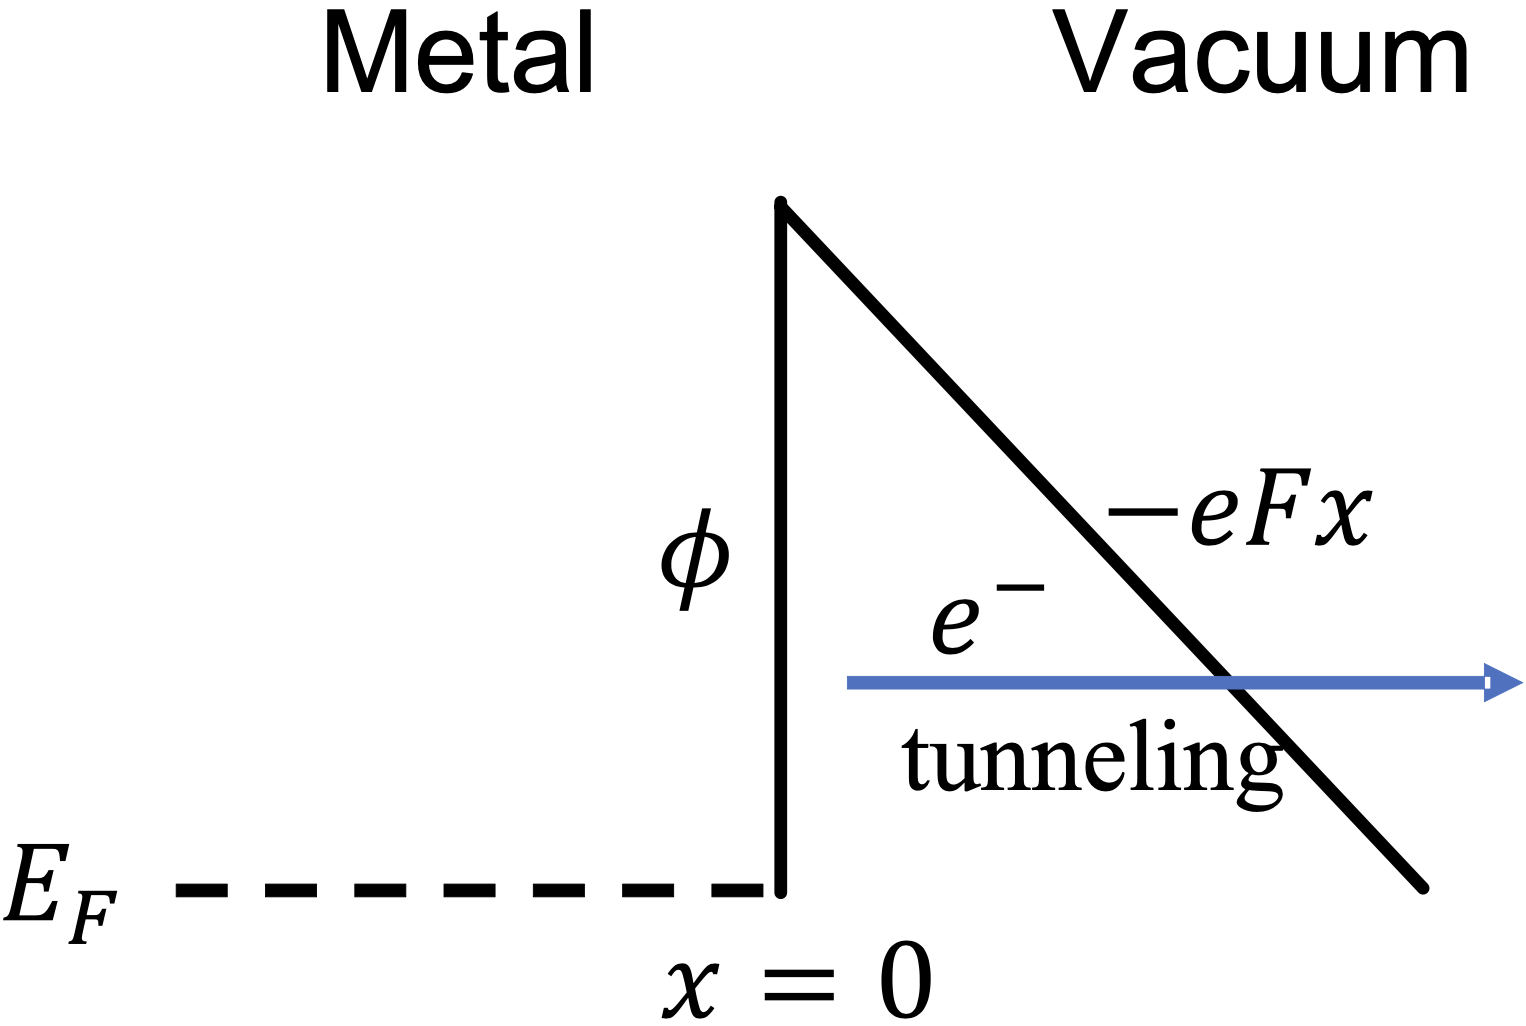 Metal Vacuum
ϕ
−eFx
e⁻
tunneling
E_F
x = 0